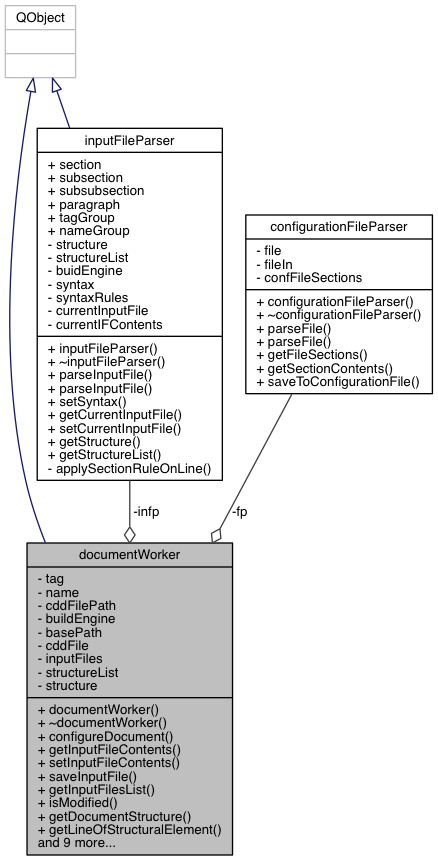 QObject
inputFileParser
+ section
+ subsection
+ subsubsection
+ paragraph
+ tagGroup
+ nameGroup
- structure
- structureList
- buidEngine
- syntax
- syntaxRules
- currentInputFile
- currentIFContents
+ inputFileParser()
+ ~inputFileParser()
+ parseInputFile()
+ parseInputFile()
+ setSyntax()
+ getCurrentInputFile()
+ setCurrentInputFile()
+ getStructure()
+ getStructureList()
- applySectionRuleOnLine()
configurationFileParser
- file
- fileIn
- confFileSections
+ configurationFileParser()
+ ~configurationFileParser()
+ parseFile()
+ parseFile()
+ getFileSections()
+ getSectionContents()
+ saveToConfigurationFile()
-infp
-fp
documentWorker
- tag
- name
- cddFilePath
- buildEngine
- basePath
- cddFile
- inputFiles
- structureList
- structure
+ documentWorker()
+ ~documentWorker()
+ configureDocument()
+ getInputFileContents()
+ setInputFileContents()
+ saveInputFile()
+ getInputFilesList()
+ isModified()
+ getDocumentStructure()
+ getLineOfStructuralElement()
and 9 more...